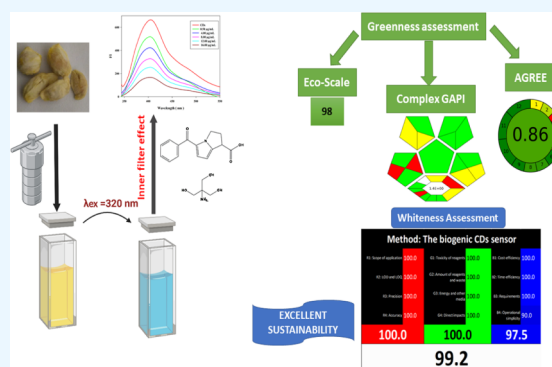 Greenness assessment
Eco-Scale
98
Complex GAPI
AGREE
0.86
Inner filter effect
λex =320 nm
Wavelength (nm)
CDs
OH
NH₂
Whiteness Assessment
Method: The biogenic CDs sensor
R1: Scope of application 100.0
R2: LOD and LOQ 100.0
R3: Precision 100.0
R4: Accuracy 100.0
G1: Toxicity of reagents 100.0
G2: Amount of reagents and waste 100.0
G3: Energy and other media 100.0
G4: Direct impacts 100.0
B1: Cost-efficiency 100.0
B2: Time-efficiency 100.0
B3: Requirements 100.0
B4: Operational simplicity 90.0
100.0 100.0 97.5
99.2
EXCELLENT
SUSTAINABILITY